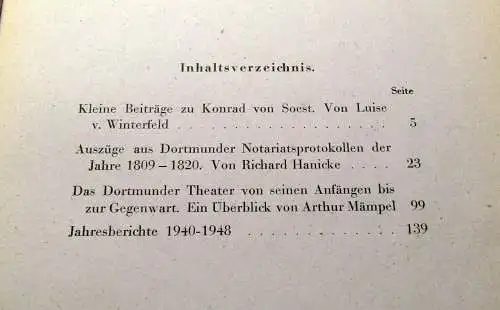 Inhaltsverzeichnis.
Seite
Kleine Beiträge zu Konrad von Soest. Von Luise
v. Winterfeld . . . . . . . . . . . . . . . . 5
Auszüge aus Dortmunder Notariatsprotokollen der
Jahre 1809 – 1820. Von Richard Hanicke . . . . 23
Das Dortmunder Theater von seinen Anfängen bis
zur Gegenwart. Ein Überblick von Arthur Mämpel 99
Jahresberichte 1940-1948 . . . . . . . . . . . . 139